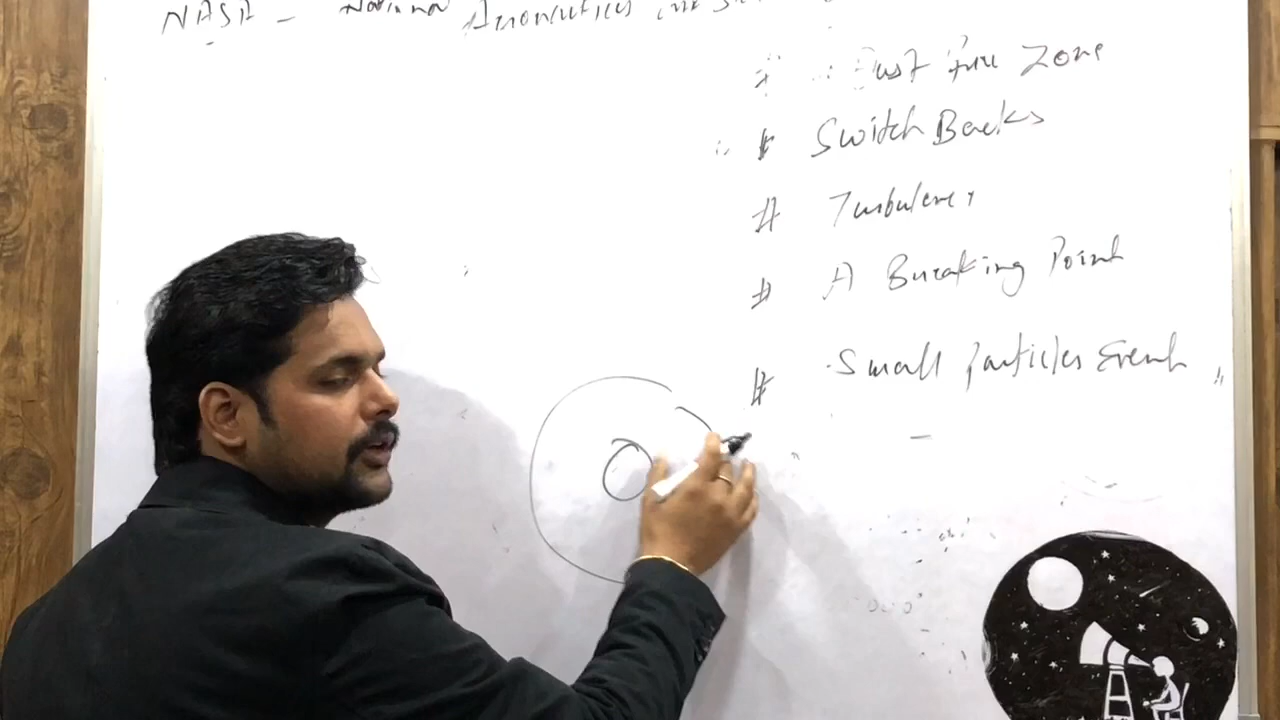 NASA - National Aeronautics and
# Dust free Zone
# Switch Backs
# Turbulence
# A Breaking Point
# Small Particles Event